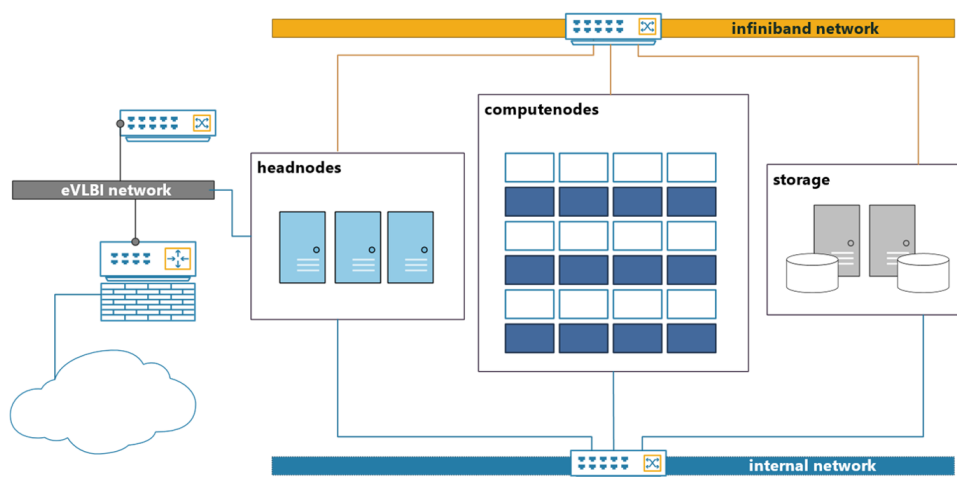 infiniband network
computenodes
headnodes
storage
eVLBI network
internal network